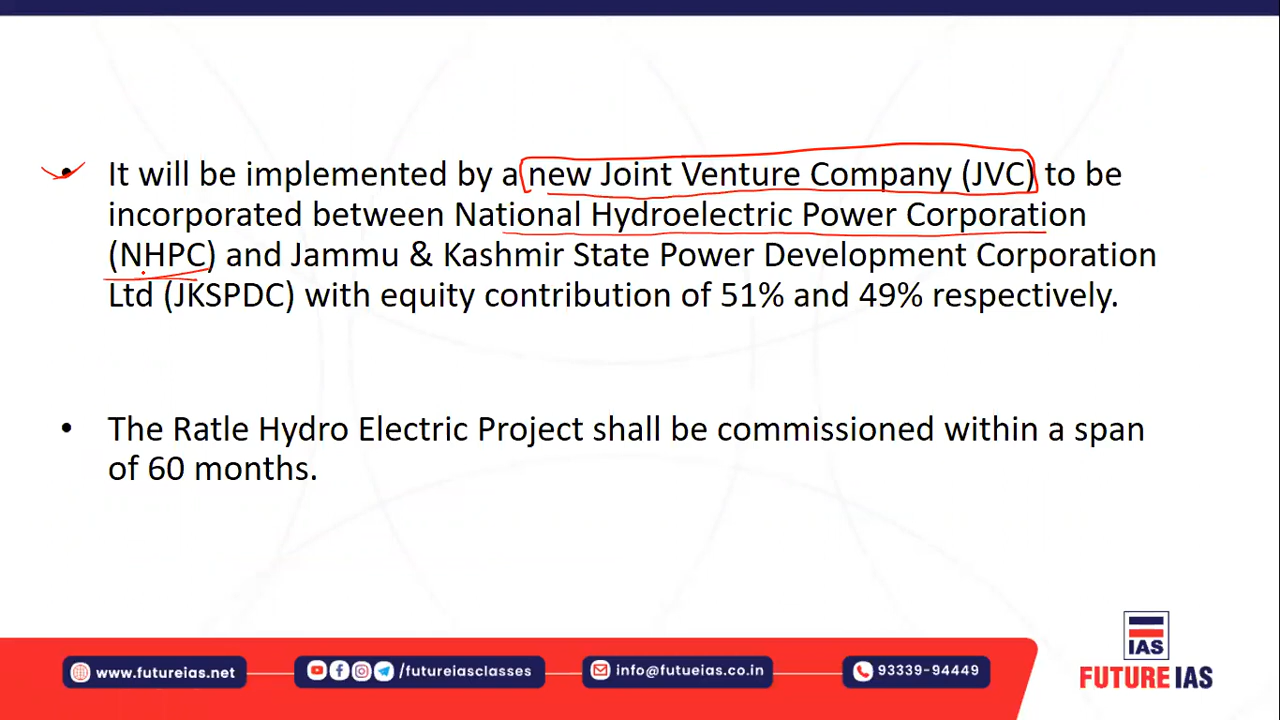 • It will be implemented by a new Joint Venture Company (JVC) to be
incorporated between National Hydroelectric Power Corporation
(NHPC) and Jammu & Kashmir State Power Development Corporation
Ltd (JKSPDC) with equity contribution of 51% and 49% respectively.
• The Ratle Hydro Electric Project shall be commissioned within a span
of 60 months.
www.futureias.net
/futureiasclasses
info@futueias.co.in
93339-94449
IAS
FUTURE IAS